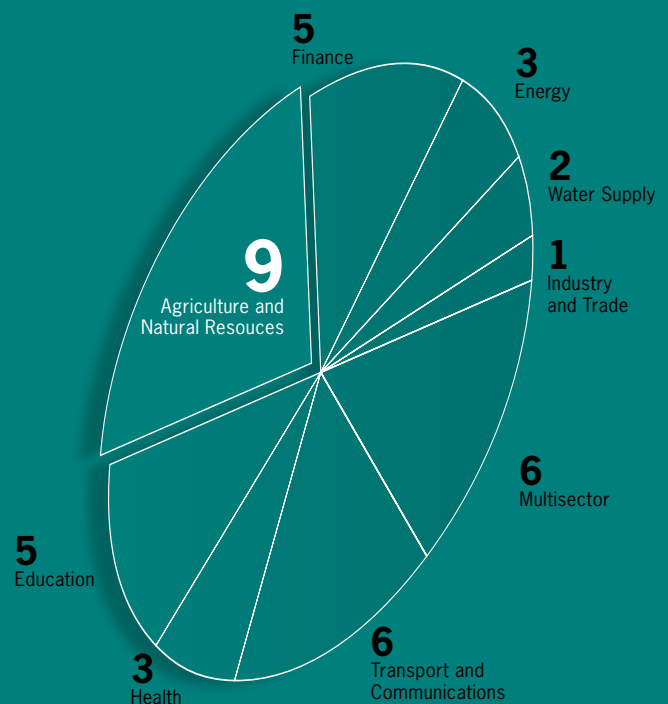 5
Finance
3
Energy
2
Water Supply
1
Industry
and Trade
9
Agriculture and
Natural Resouces
6
Multisector
5
Education
6
Transport and
Communications
3
Health